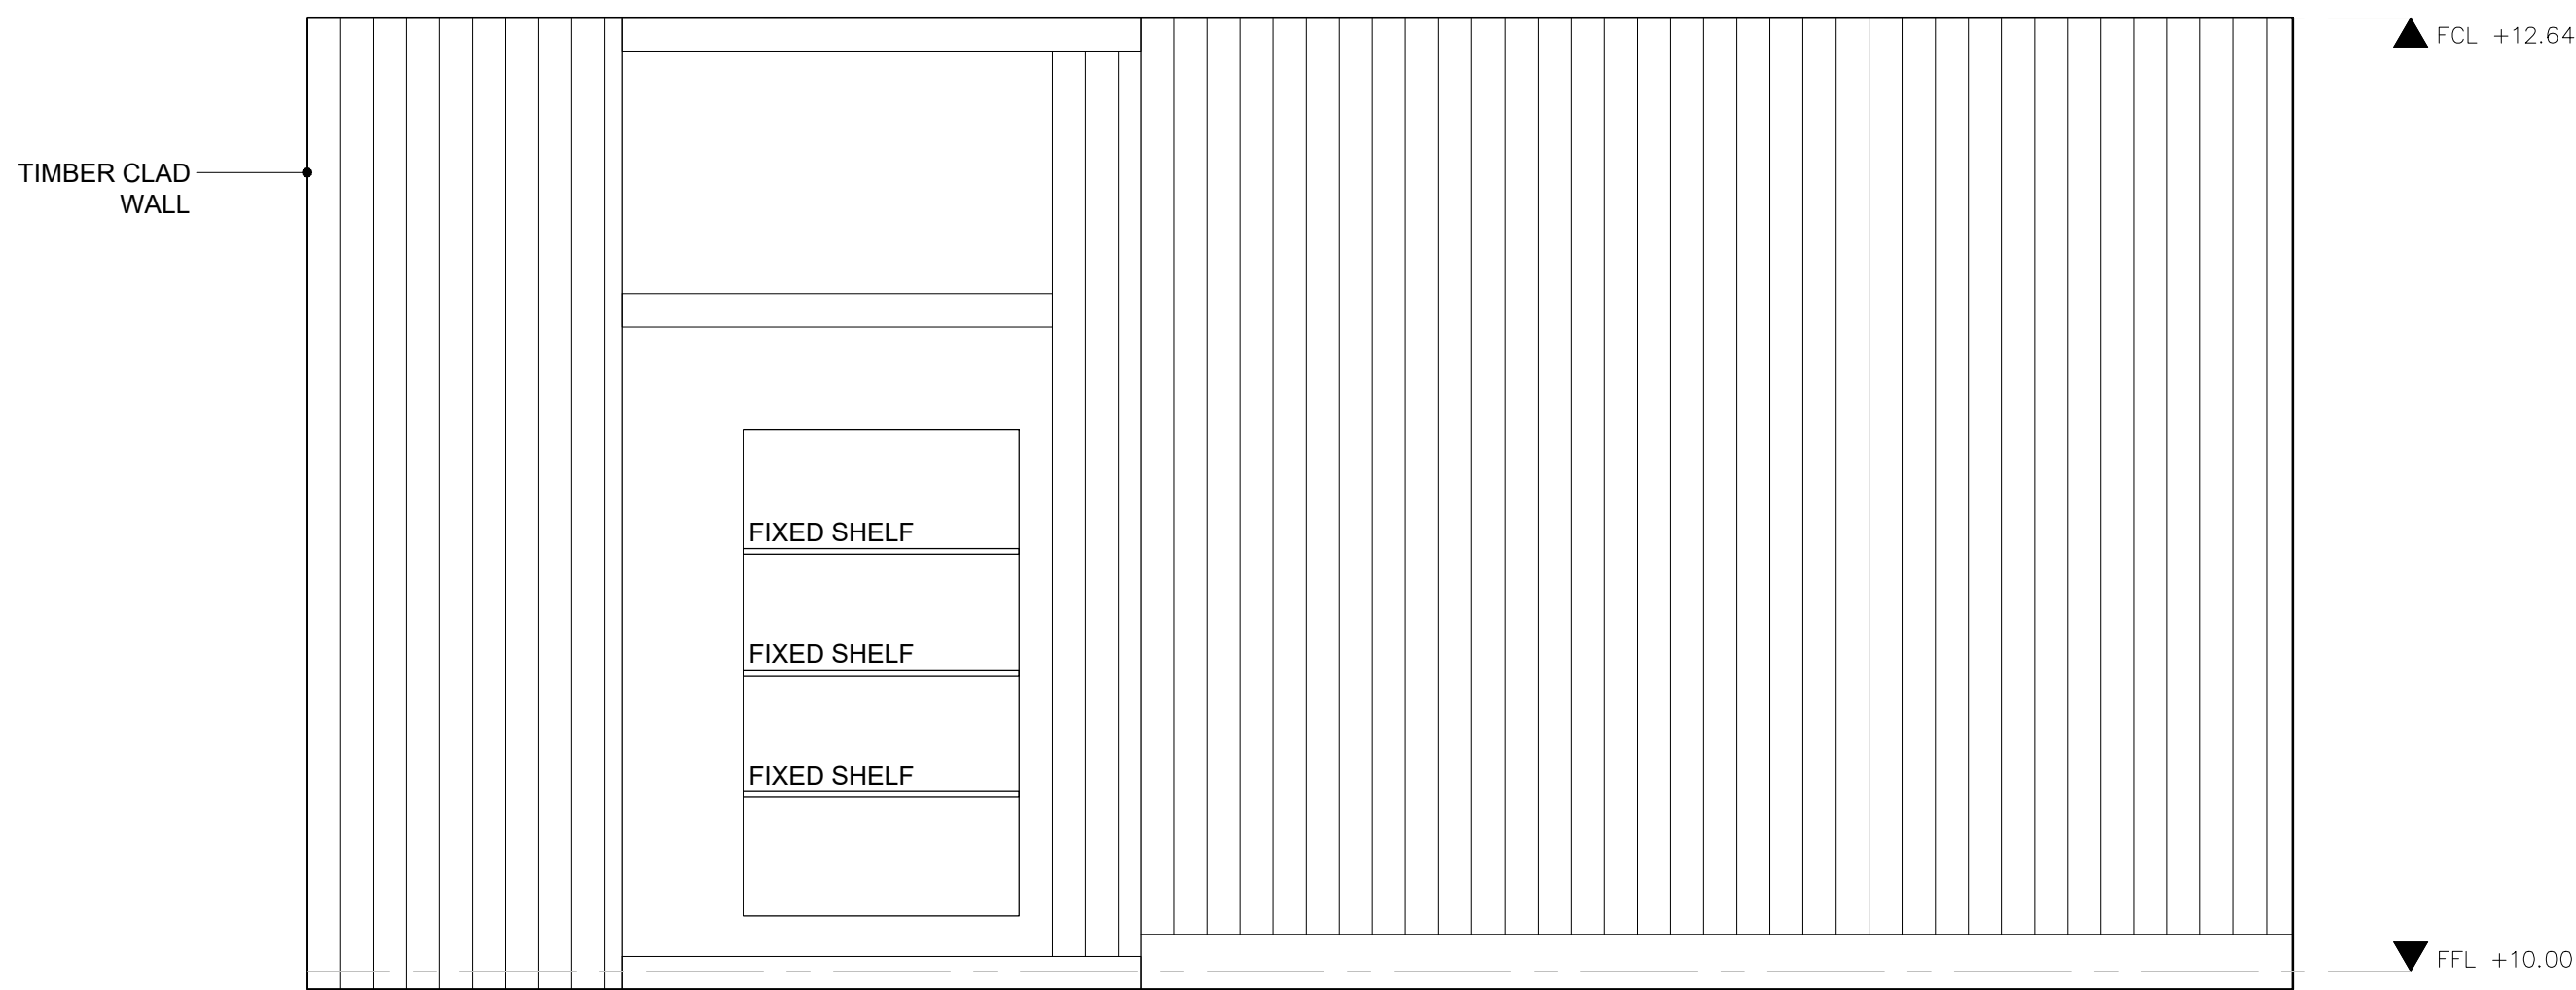 FCL +12.64
TIMBER CLAD
WALL
FIXED SHELF
FIXED SHELF
FIXED SHELF
FFL +10.00